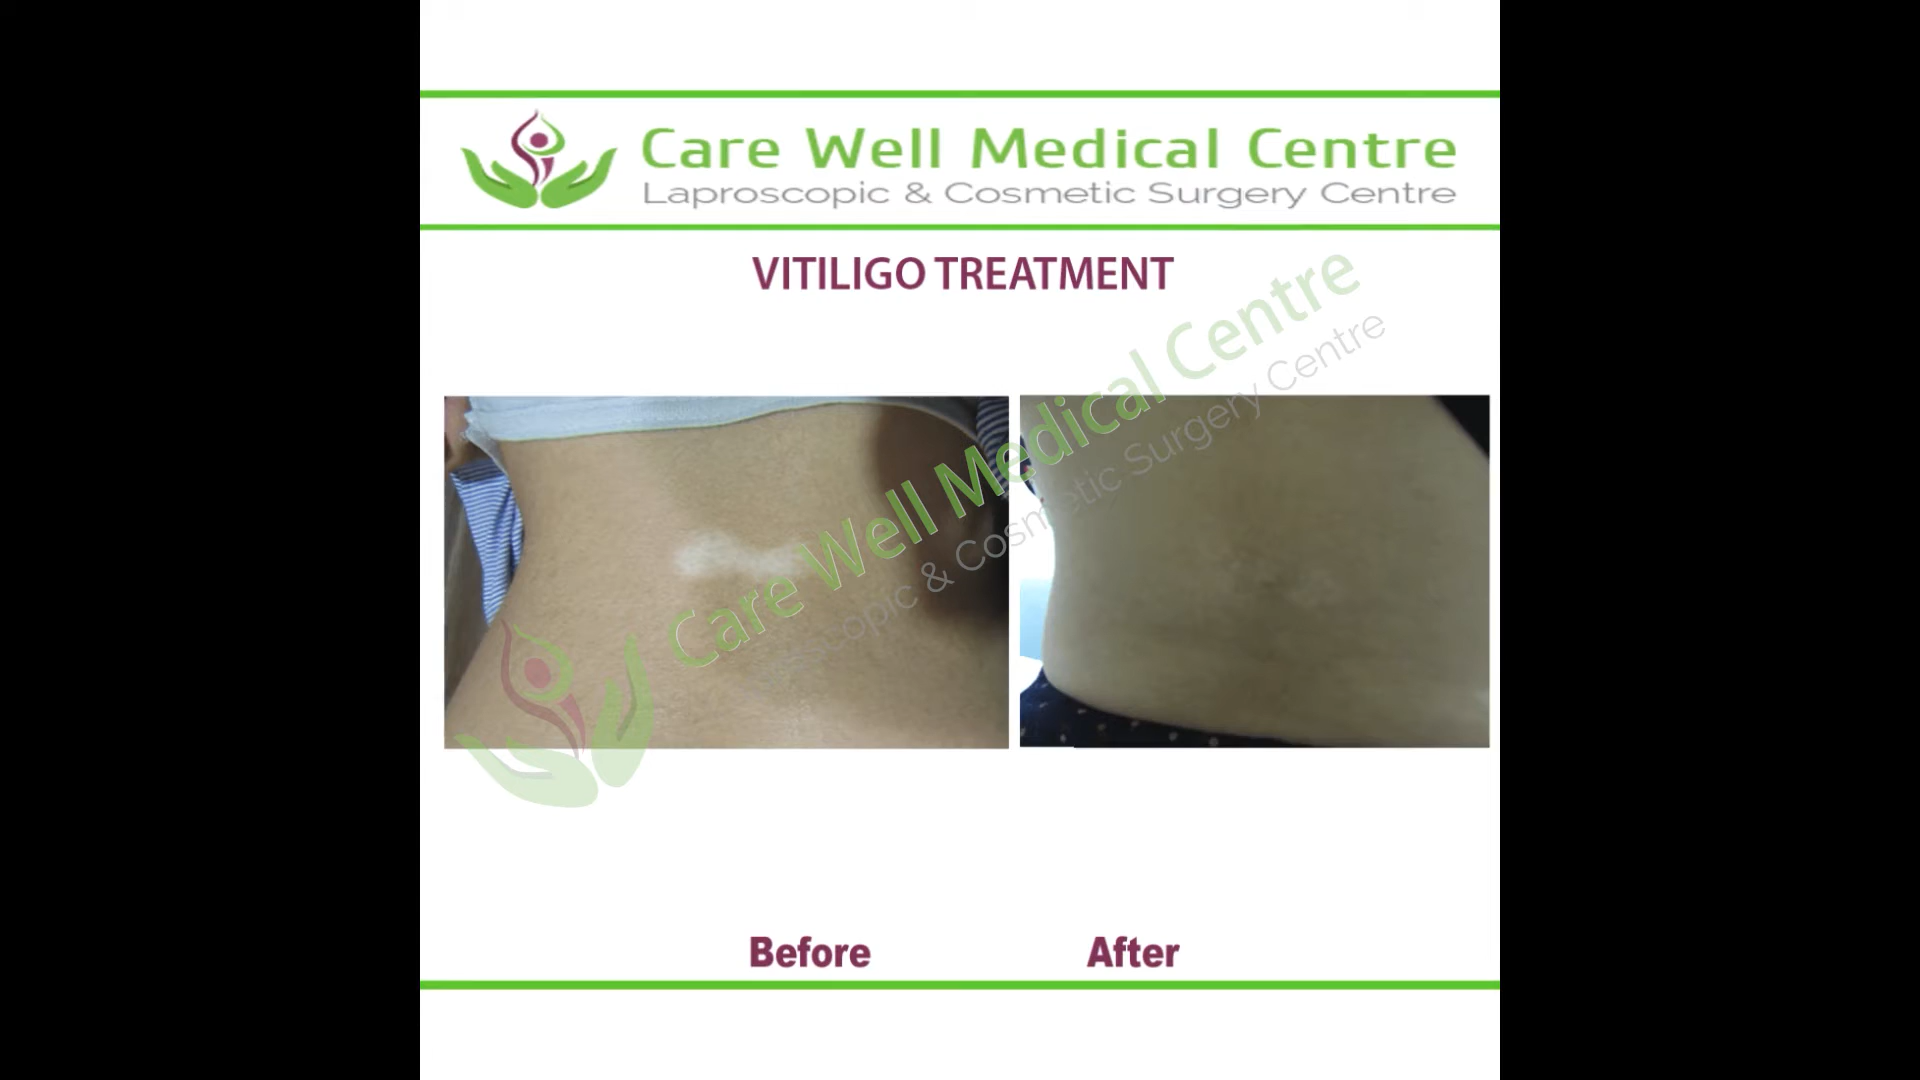 Care Well Medical Centre
Laproscopic & Cosmetic Surgery Centre
VITILIGO TREATMENT
Care Well Medical Centre
Laproscopic & Cosmetic Surgery Centre
Before
After